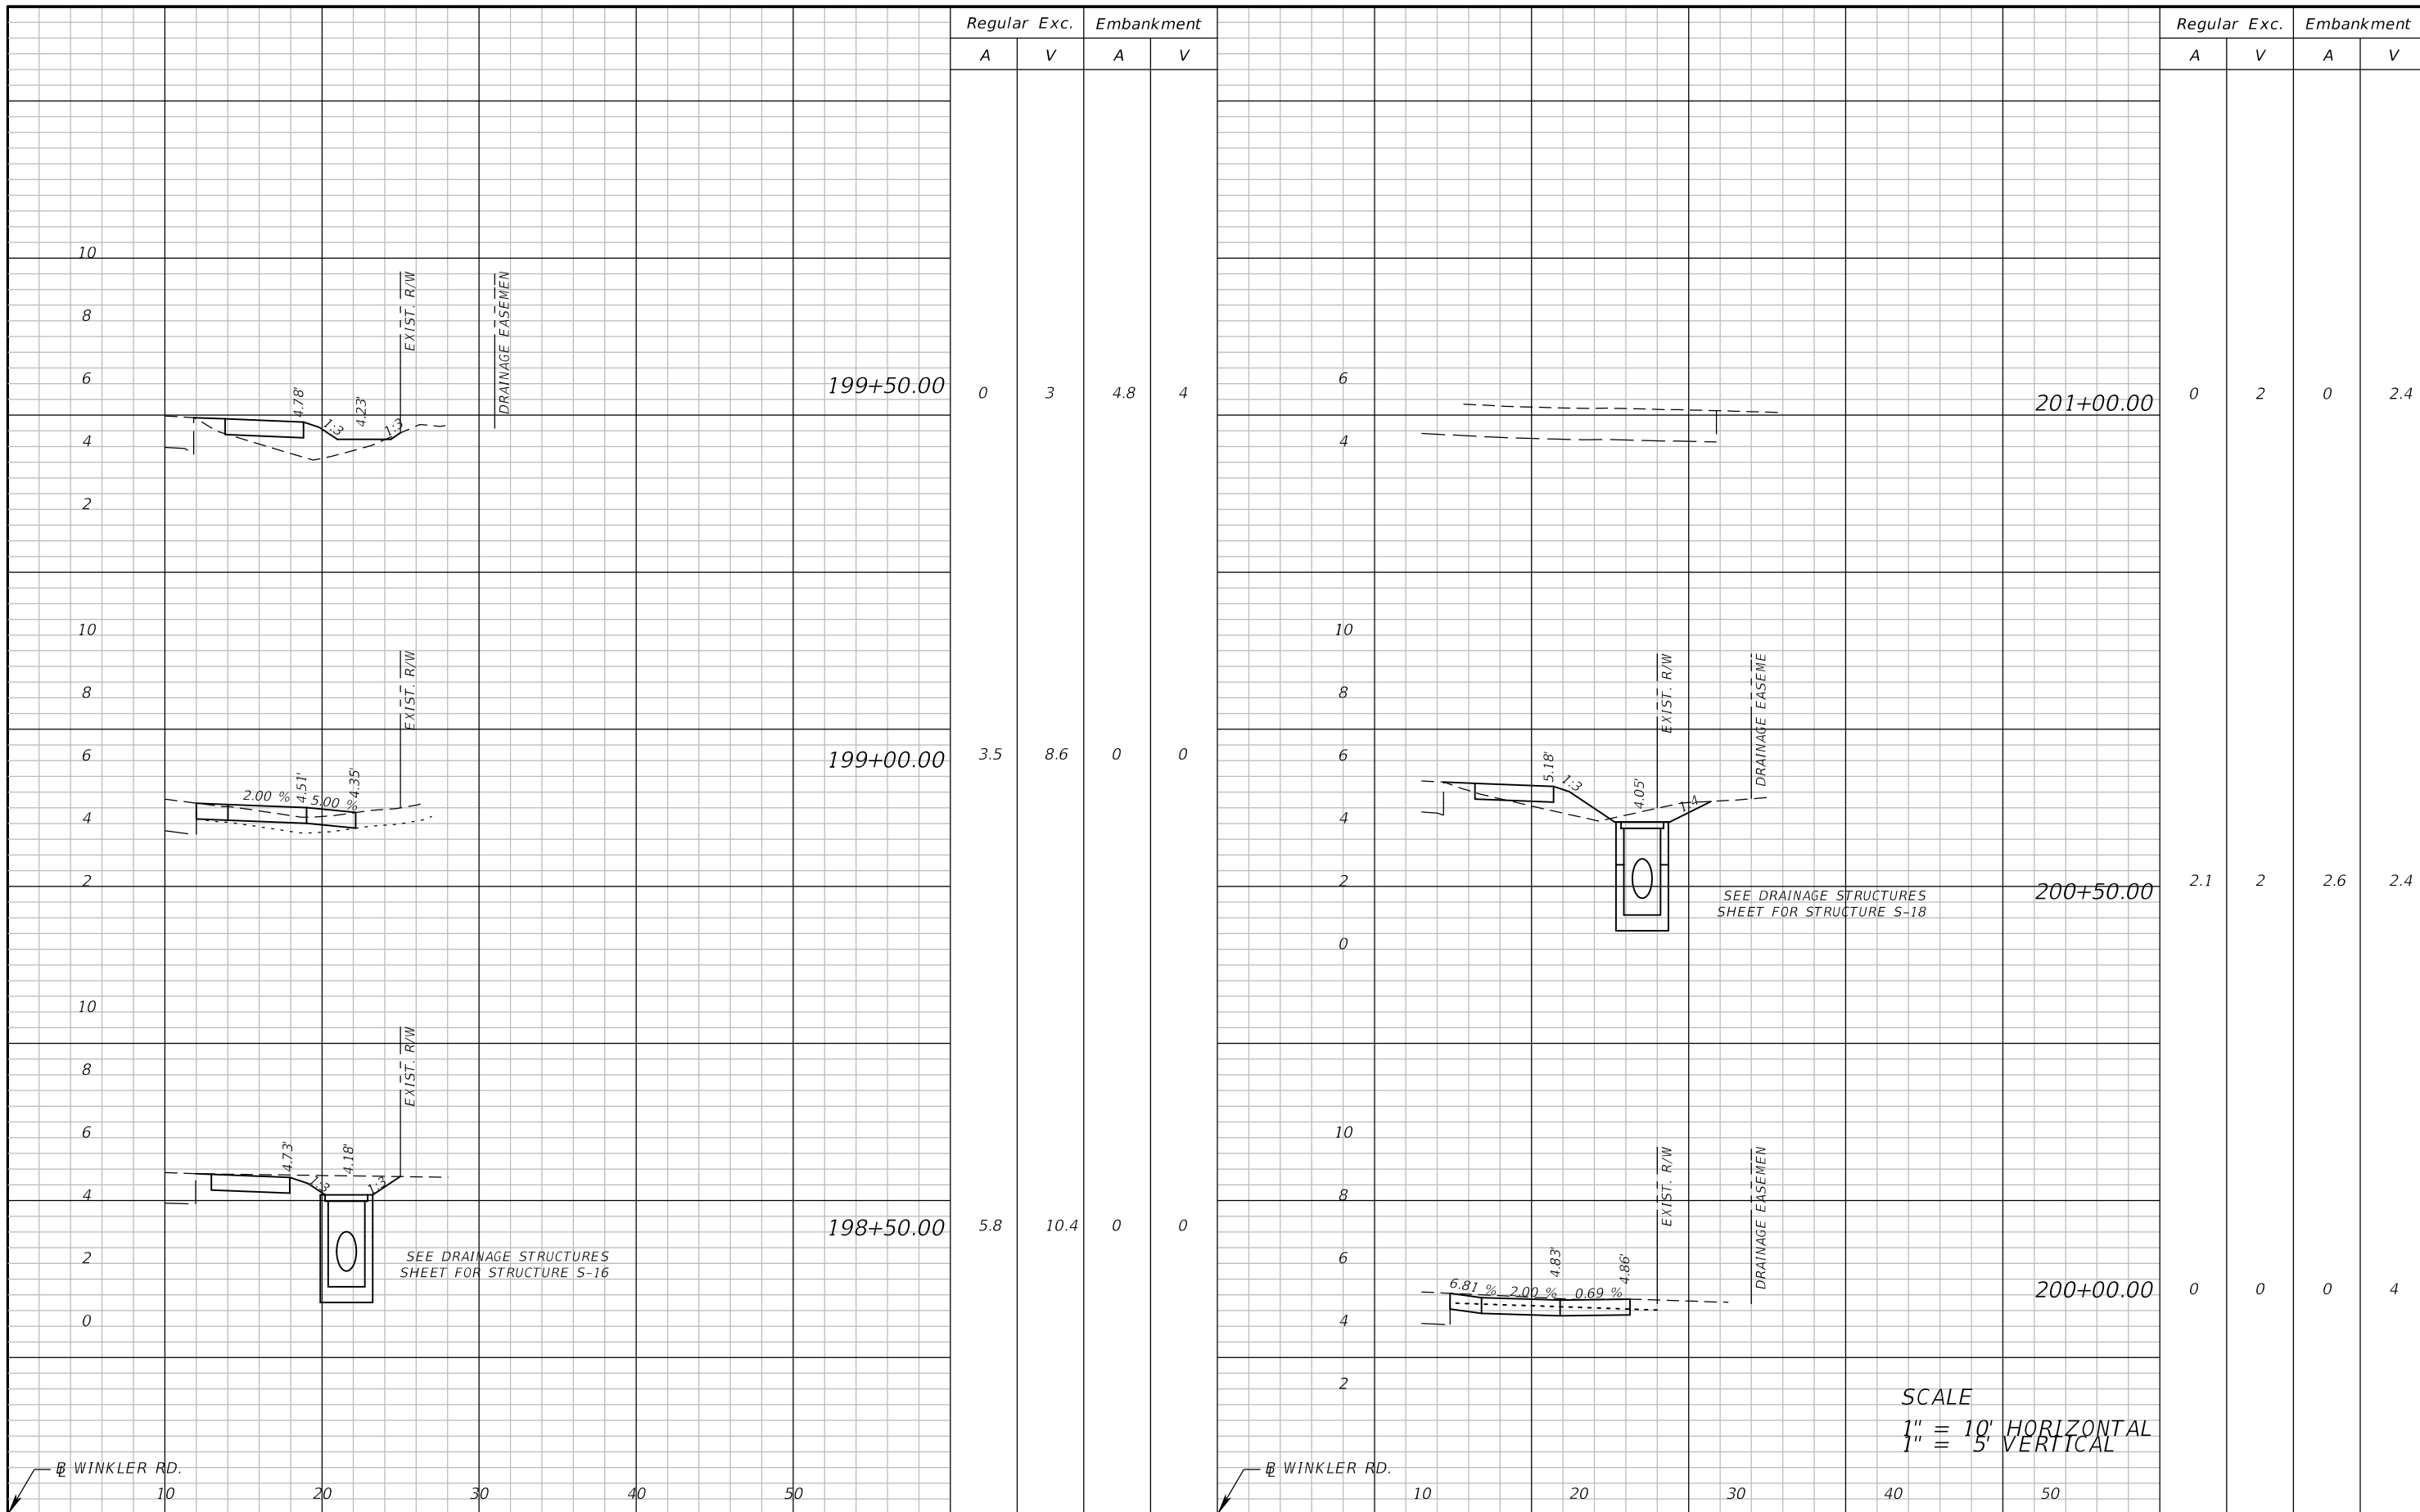 Regular Exc. Embankment
A V A V
10
8
EXIST. R/W
DRAINAGE EASEMEN
6
199+50.00
0 3 4.8 4
4.78'
4.23'
1:3 1:3
4
2
10
EXIST. R/W
8
6
199+00.00
3.5 8.6 0 0
2.00 %
4.51'
5.00 %
4.35'
4
2
10
EXIST. R/W
8
6
4.73'
4.18'
1:3 1:3
4
198+50.00
5.8 10.4 0 0
2
SEE DRAINAGE STRUCTURES
SHEET FOR STRUCTURE S-16
0
BL WINKLER RD.
10 20 30 40 50
Regular Exc. Embankment
A V A V
6
201+00.00
0 2 0 2.4
4
10
EXIST. R/W
DRAINAGE EASEME
8
6
5.18'
1:3
4.05'
1:4
4
2
200+50.00
2.1 2 2.6 2.4
SEE DRAINAGE STRUCTURES
SHEET FOR STRUCTURE S-18
0
10
EXIST. R/W
DRAINAGE EASEMEN
8
6
4.83'
4.86'
6.81 % 2.00 % 0.69 %
200+00.00
0 0 0 4
4
2
SCALE
1" = 10' HORIZONTAL
1" = 5' VERTICAL
BL WINKLER RD.
10 20 30 40 50